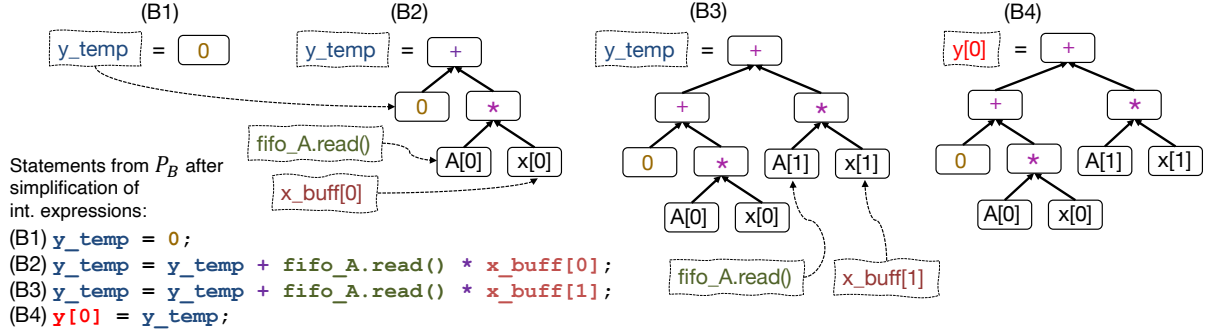 (B1) (B2) (B3) (B4)
y_temp = 0
y_temp = +
y_temp = +
y[0] = +
0 *
+ *
+ *
fifo_A.read() A[0] x[0]
0 * A[1] x[1]
0 * A[1] x[1]
x_buff[0]
A[0] x[0]
A[0] x[0]
fifo_A.read() x_buff[1]
Statements from P_B after
simplification of
int. expressions:
(B1) y_temp = 0;
(B2) y_temp = y_temp + fifo_A.read() * x_buff[0];
(B3) y_temp = y_temp + fifo_A.read() * x_buff[1];
(B4) y[0] = y_temp;